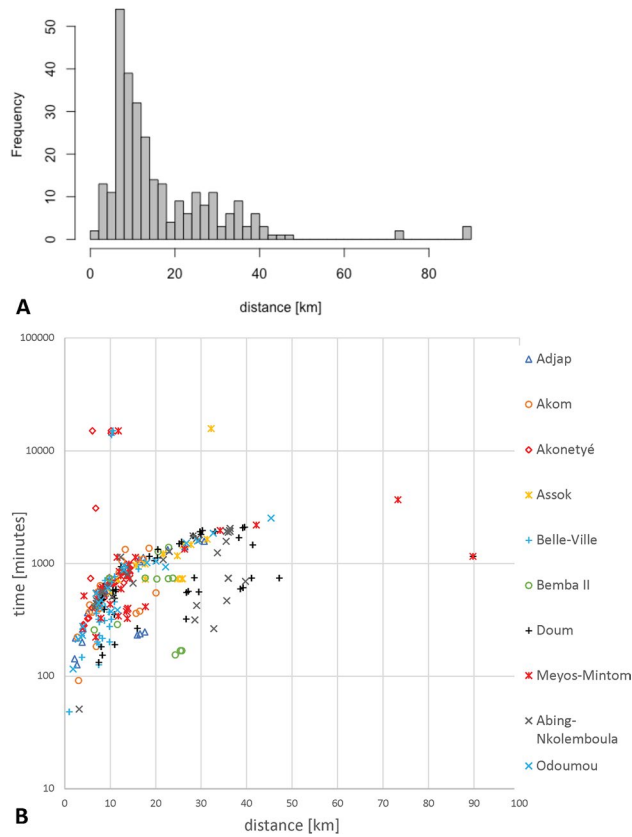 50
40
30
20
10
0
Frequency
0 20 40 60 80
distance [km]
A
100000
10000
1000
100
10
time [minutes]
0 10 20 30 40 50 60 70 80 90 100
distance [km]
B
Adjap
Akom
Akonetyé
Assok
Belle-Ville
Bemba II
Doum
Meyos-Mintom
Abing-
Nkolemboula
Odoumou